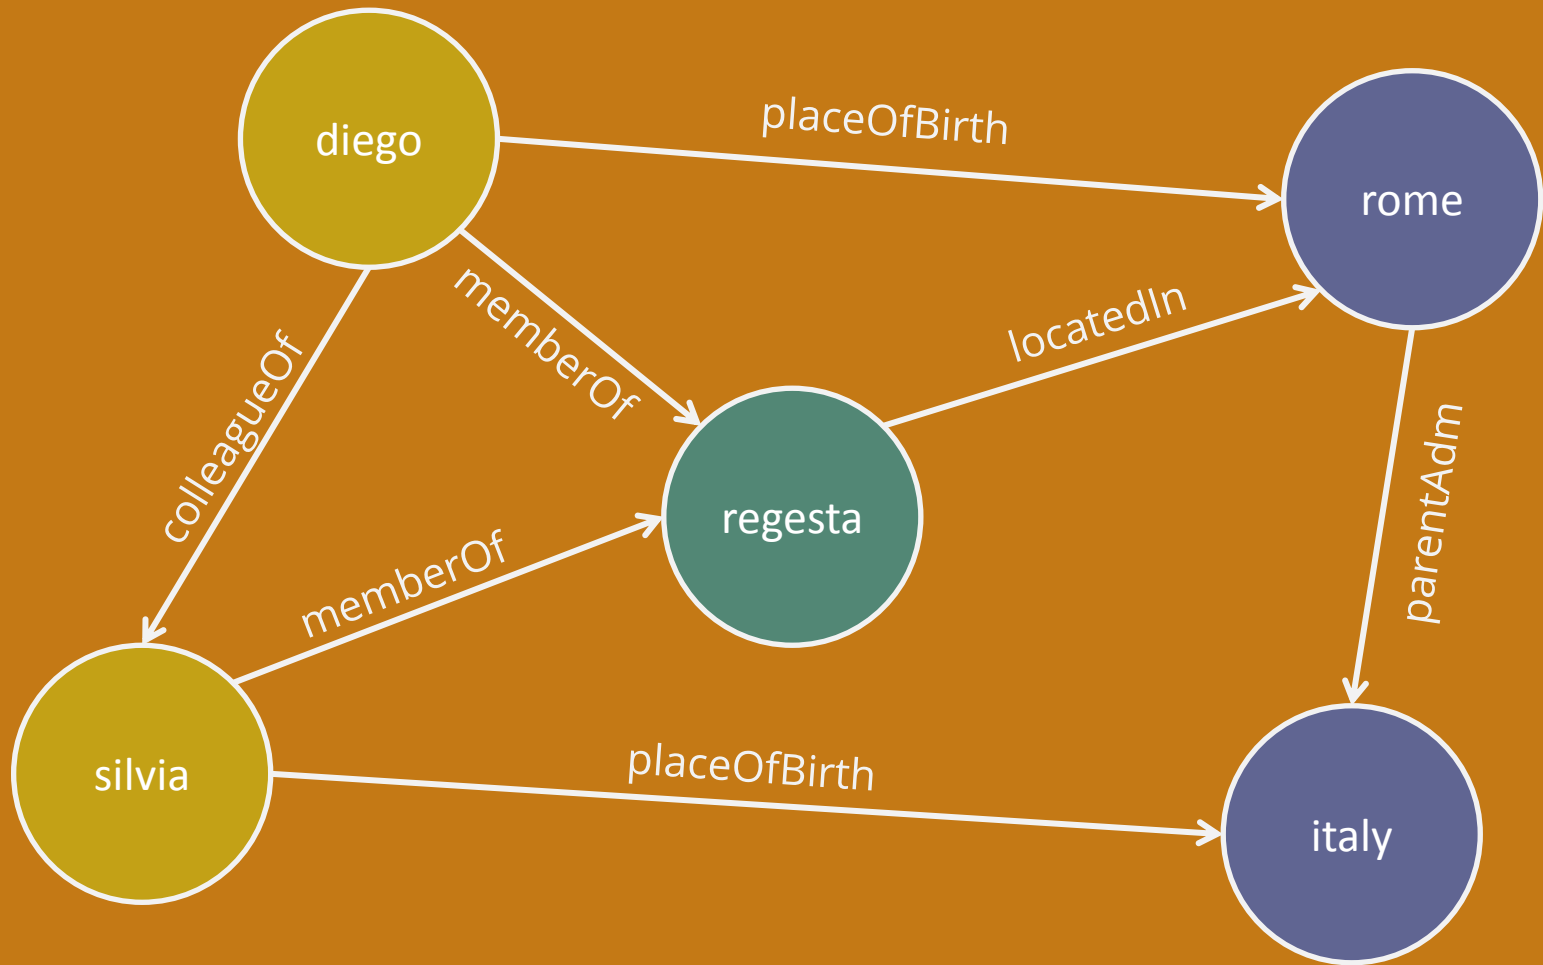 diego
placeOfBirth
rome
memberOf
locatedIn
colleagueOf
regesta
parentAdm
memberOf
silvia
placeOfBirth
italy